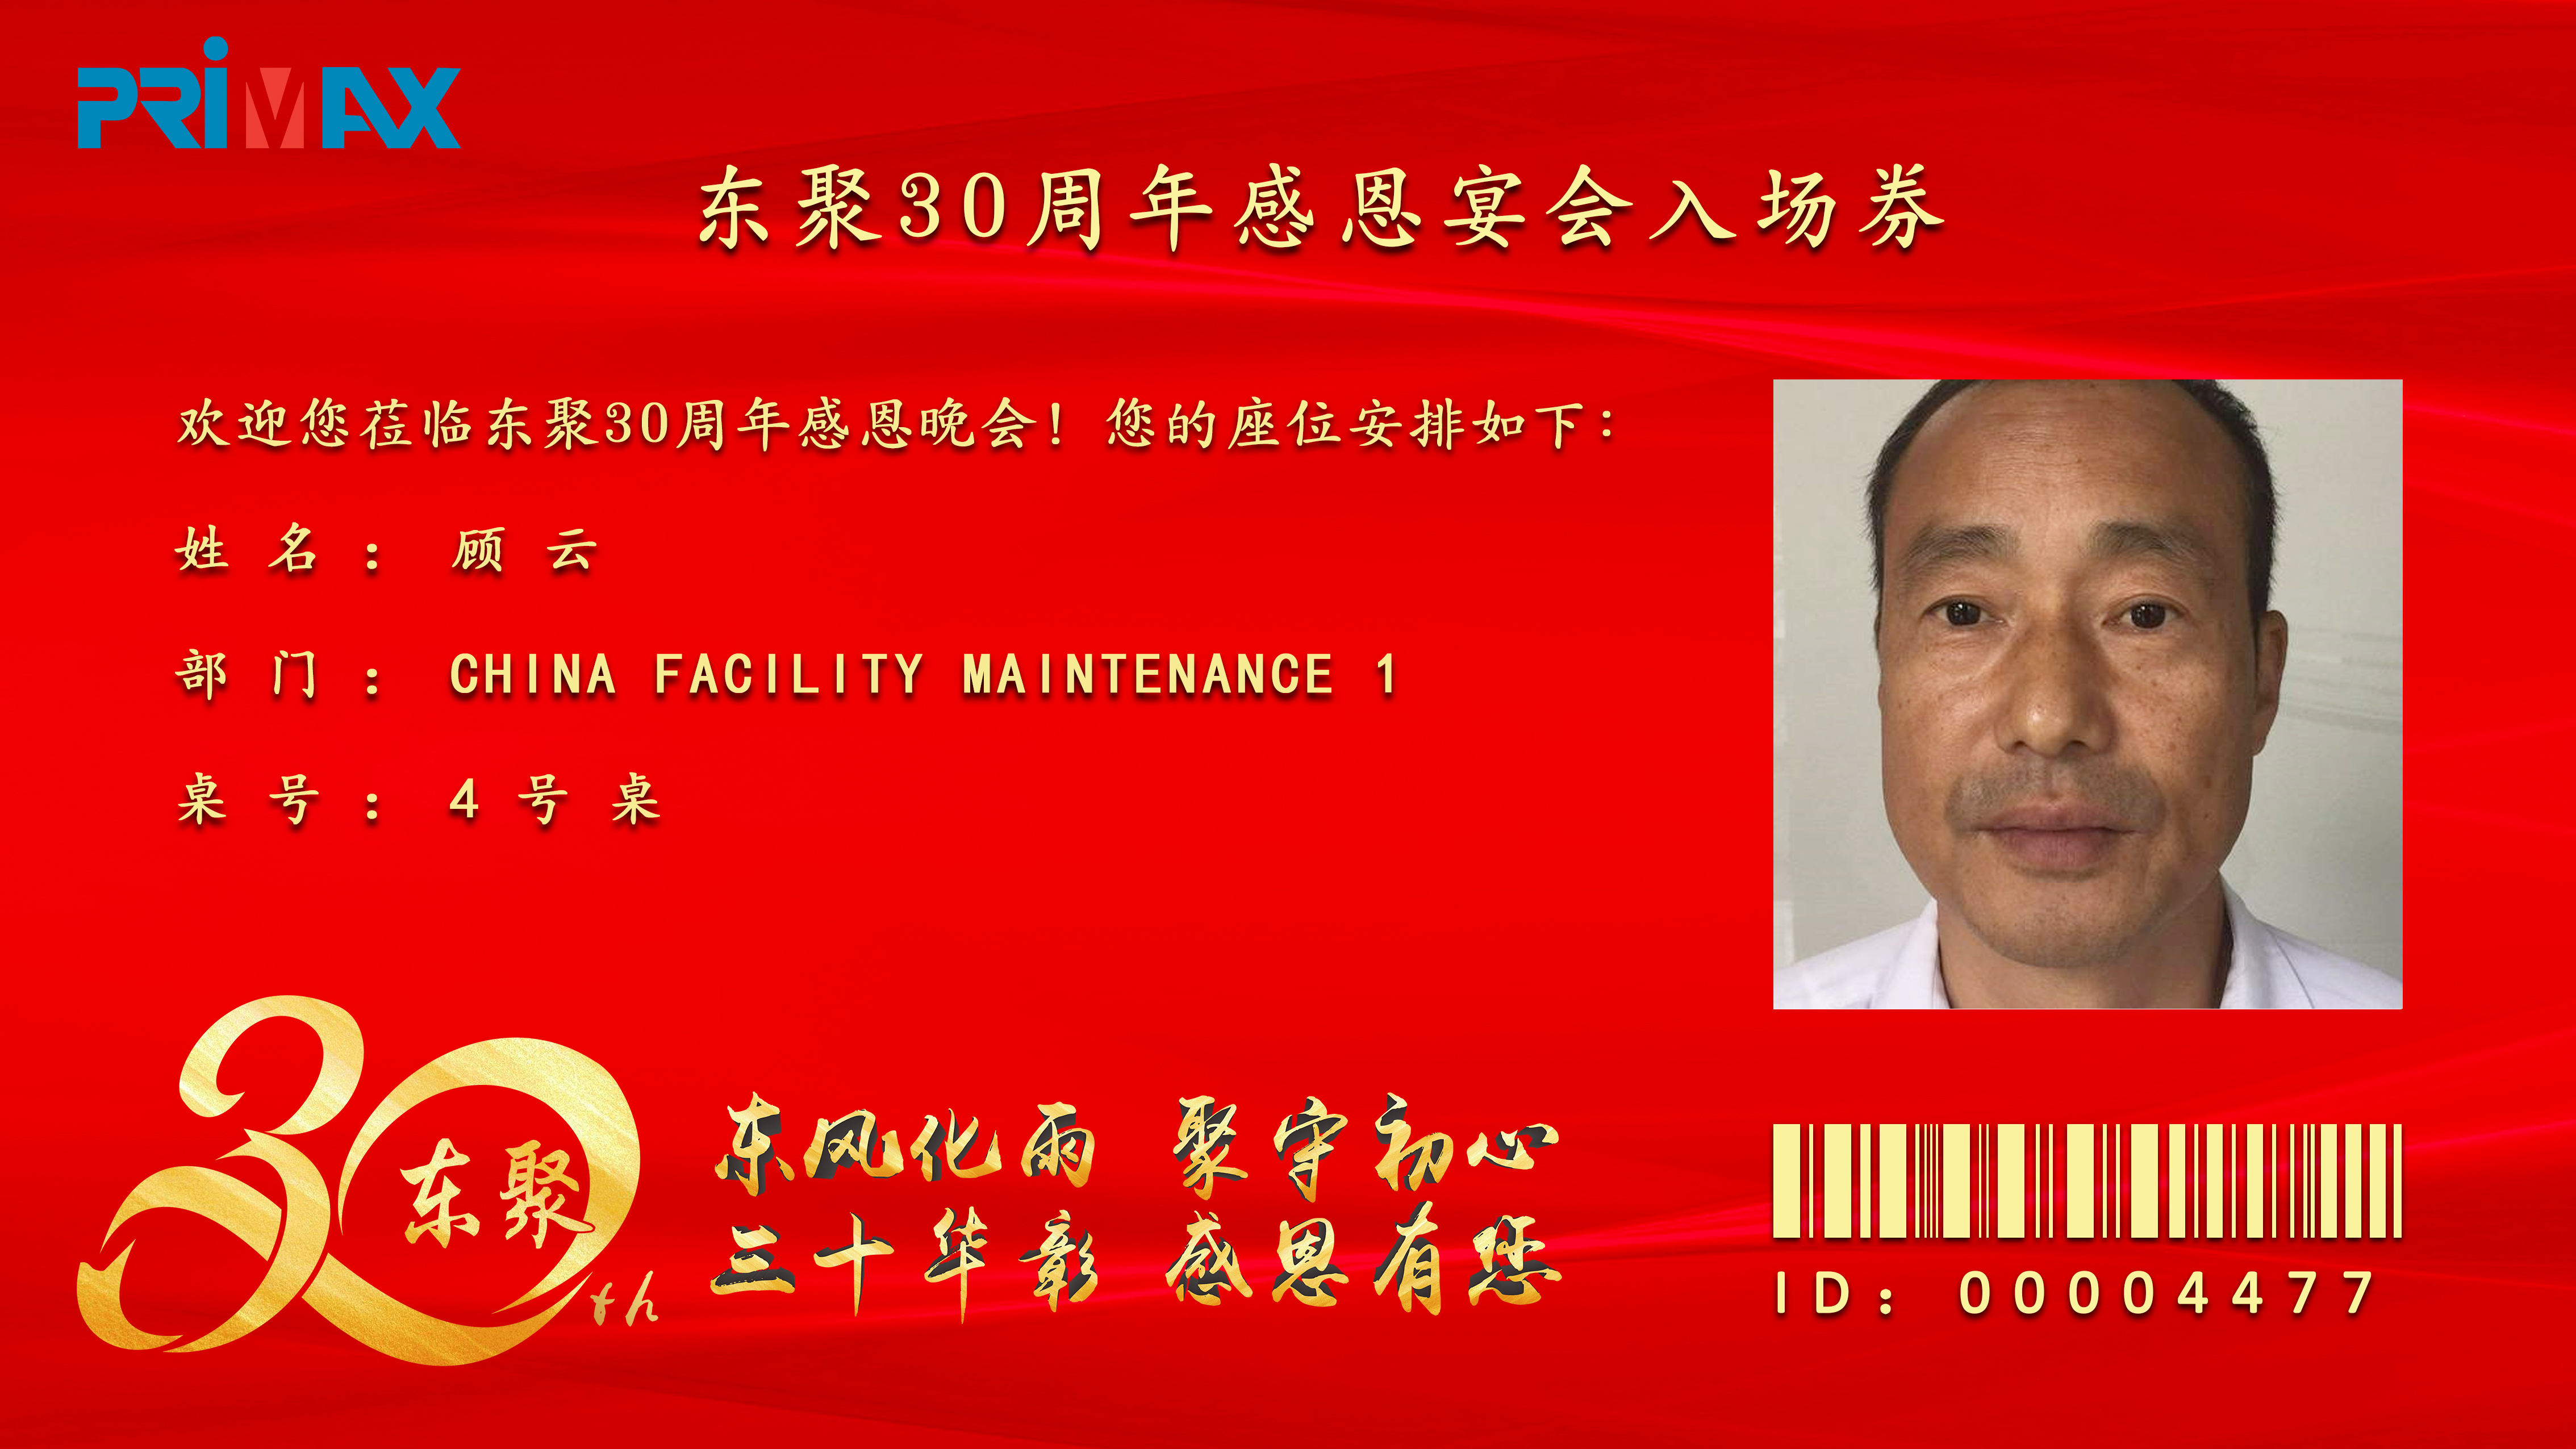 PRiMAX
东聚30周年感恩宴会入场券
欢迎您莅临东聚30周年感恩晚会！您的座位安排如下：
姓名：顾云
部门：CHINA FACILITY MAINTENANCE 1
桌号：4号桌
30th 东聚
东风化雨 聚守初心
三十华彰 感恩有您
ID：00004477